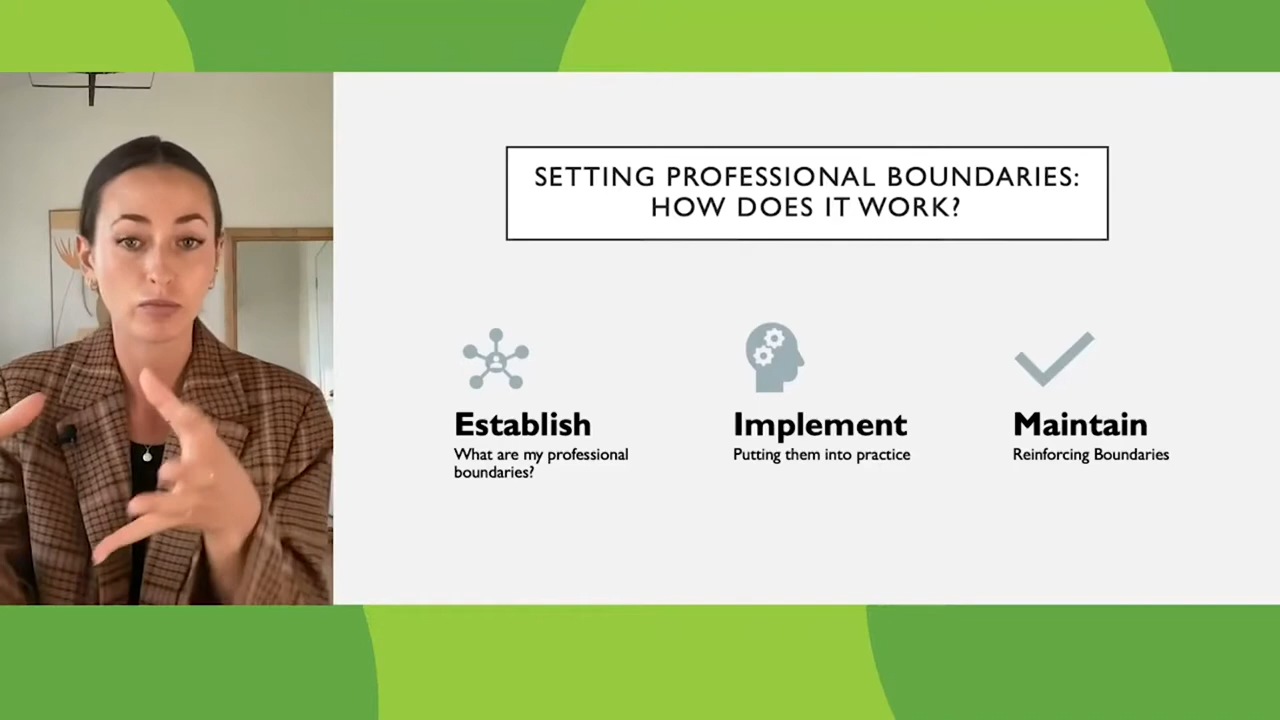 SETTING PROFESSIONAL BOUNDARIES:
HOW DOES IT WORK?
Establish
What are my professional
boundaries?
Implement
Putting them into practice
Maintain
Reinforcing Boundaries